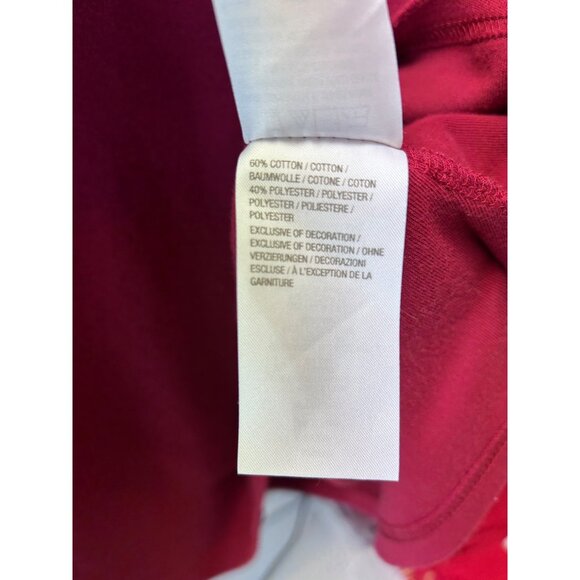 60% COTTON / COTTON /
BAUMWOLLE / COTONE / COTON
40% POLYESTER / POLYESTER /
POLYESTER / POLIESTERE /
POLYESTER
EXCLUSIVE OF DECORATION /
EXCLUSIVE OF DECORATION / OHNE
VERZIERUNGEN / DECORAZIONI
ESCLUSE / À L'EXCEPTION DE LA
GARNITURE